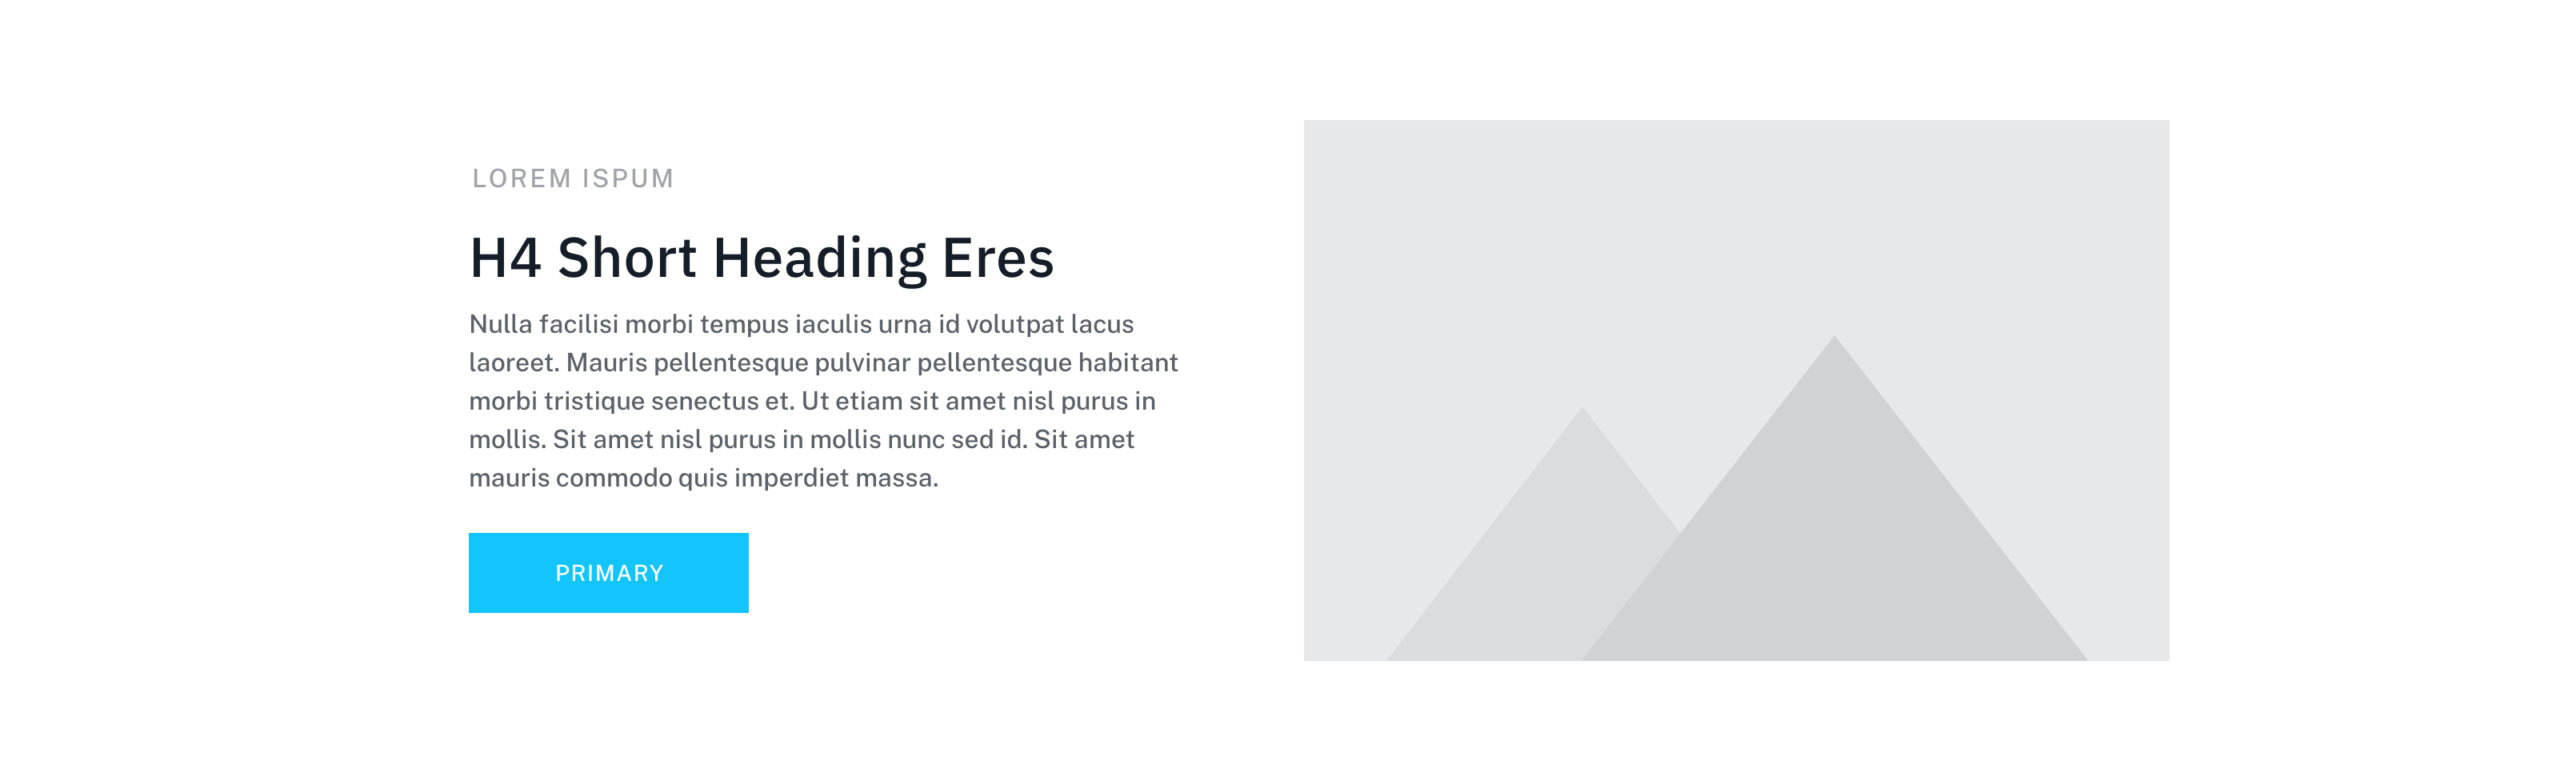 LOREM ISPUM
H4 Short Heading Eres
Nulla facilisi morbi tempus iaculis urna id volutpat lacus
laoreet. Mauris pellentesque pulvinar pellentesque habitant
morbi tristique senectus et. Ut etiam sit amet nisl purus in
mollis. Sit amet nisl purus in mollis nunc sed id. Sit amet
mauris commodo quis imperdiet massa.
PRIMARY